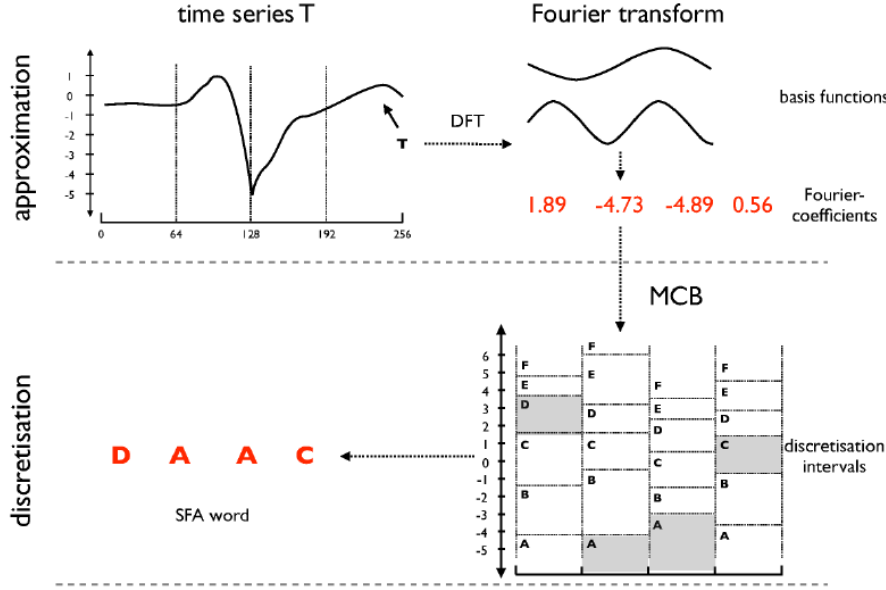 time series T
Fourier transform
approximation
1
0
-1
-2
-3
-4
-5
0 64 128 192 256
T
DFT
basis functions
1.89 -4.73 -4.89 0.56
Fourier-
coefficients
MCB
discretisation
D A A C
SFA word
6
5
4
3
2
1
0
-1
-2
-3
-4
-5
F
E
D
C
B
A
F
E
D
C
B
A
F
E
D
C
B
A
F
E
D
C
B
A
discretisation
intervals